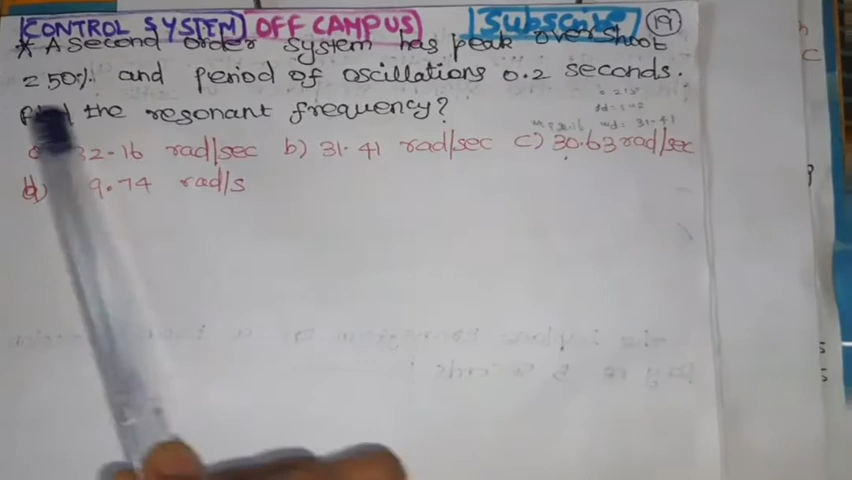 CONTROL SYSTEM OFF CAMPUS Subscribe 191
* A Second order system has peak overshoot
= 50% and period of oscillations 0.2 seconds.
the resonant frequency?
32.16 rad/sec b) 31.41 rad/sec c) 30.63 rad/sec
d) 9.74 rad/s